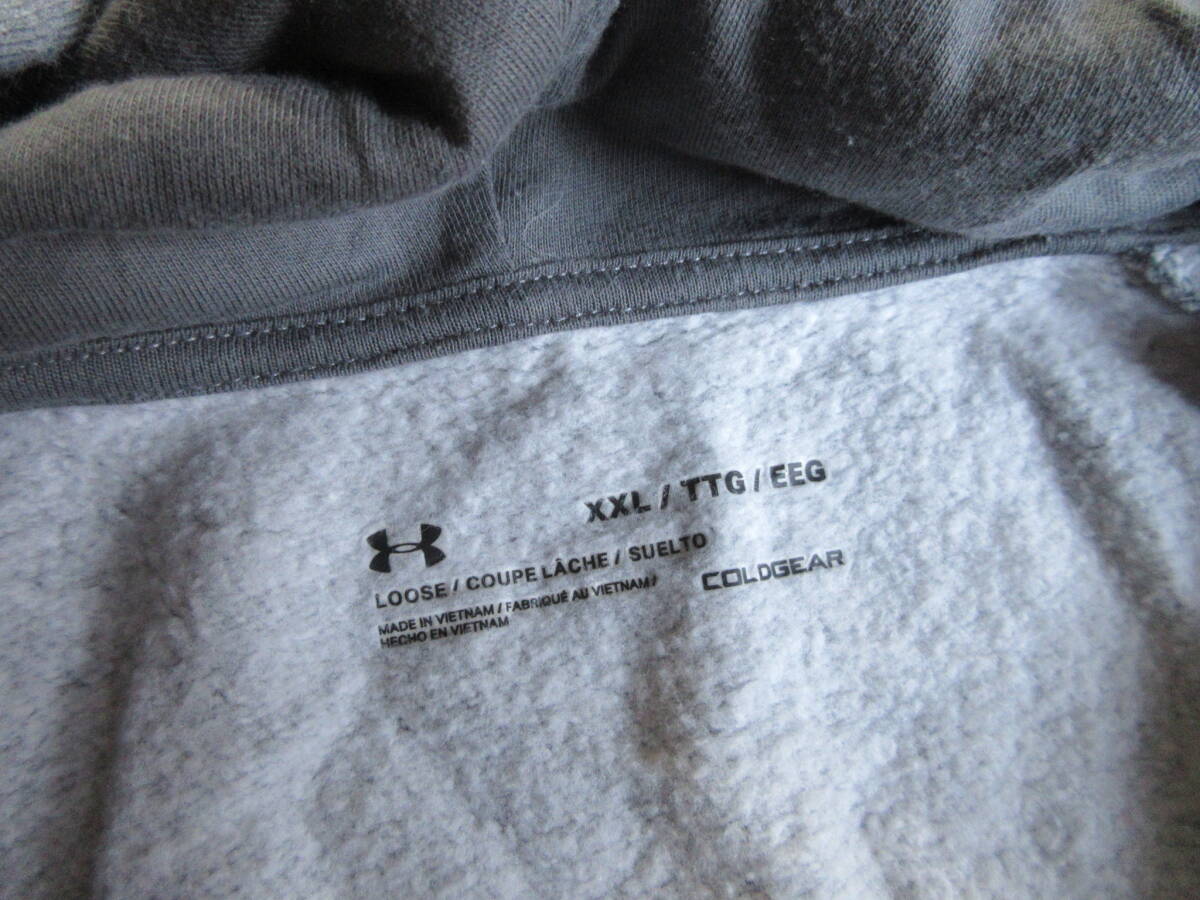 XXL / TTG / EEG
LOOSE / COUPE LÂCHE / SUELTO
COLDGEAR
MADE IN VIETNAM / FABRIQUÉ AU VIETNAM /
HECHO EN VIETNAM